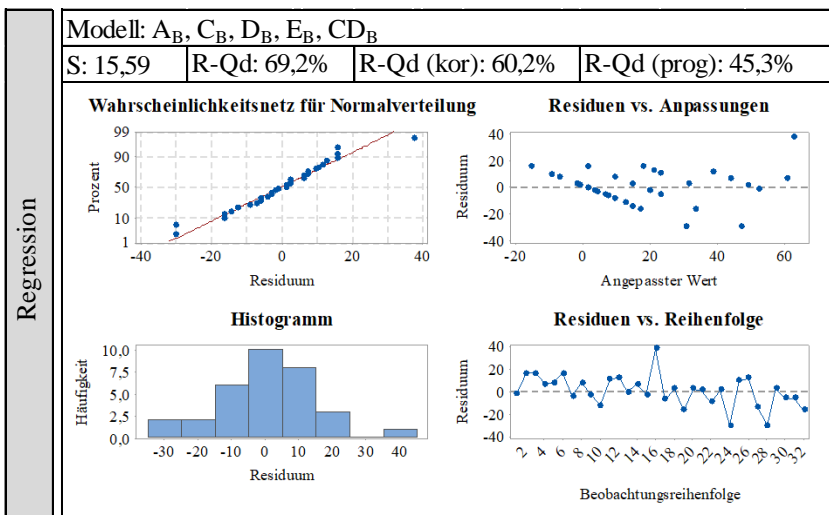 Regression
Modell: A_B, C_B, D_B, E_B, CD_B
S: 15,59 R-Qd: 69,2% R-Qd (kor): 60,2% R-Qd (prog): 45,3%
Wahrscheinlichkeitsnetz für Normalverteilung
99
90
50
10
1
Prozent
-40 -20 0 20 40
Residuum
Residuen vs. Anpassungen
40
20
0
-20
-40
Residuum
-20 0 20 40 60
Angepasster Wert
Histogramm
10,0
7,5
5,0
2,5
0,0
Häufigkeit
-30 -20 -10 0 10 20 30 40
Residuum
Residuen vs. Reihenfolge
40
20
0
-20
-40
Residuum
2 4 6 8 10 12 14 16 18 20 22 24 26 28 30 32
Beobachtungsreihenfolge